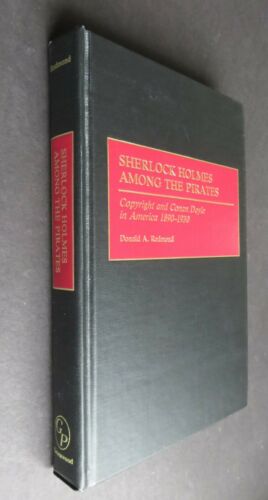 SHERLOCK HOLMES
AMONG THE PIRATES
Copyright and Conan Doyle
in America 1890-1930
Donald A. Redmond
Redmond
SHERLOCK HOLMES
AMONG THE PIRATES
GP
Greenwood